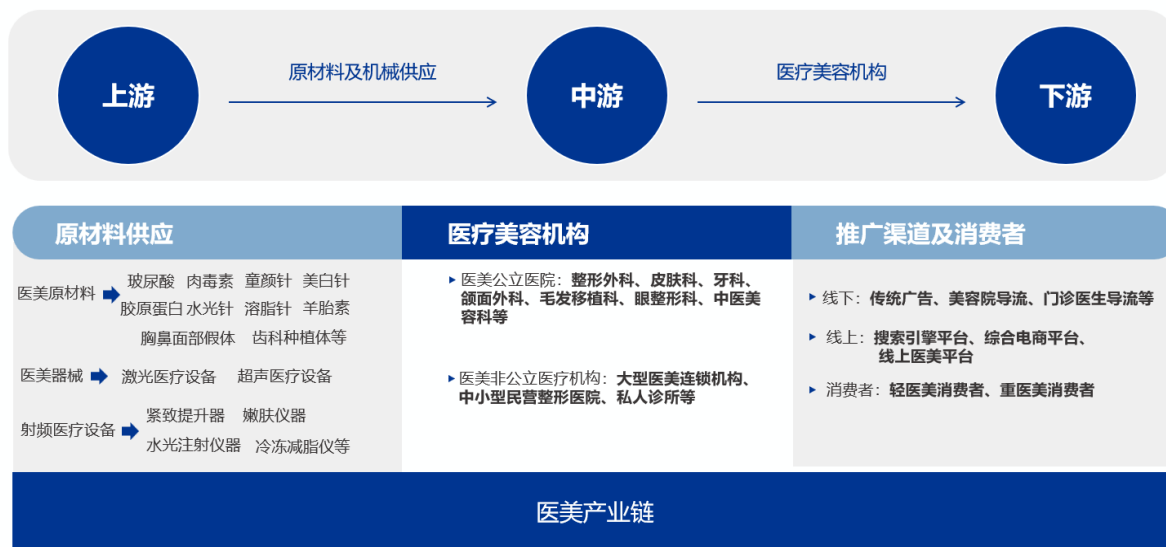 上游
原材料及机械供应
中游
医疗美容机构
下游
原材料供应
医美原材料
玻尿酸 肉毒素 童颜针 美白针
胶原蛋白 水光针 溶脂针 羊胎素
胸鼻面部假体 齿科种植体等
医美器械
激光医疗设备 超声医疗设备
射频医疗设备
紧致提升器 嫩肤仪器
水光注射仪器 冷冻减脂仪等
医疗美容机构
医美公立医院：整形外科、皮肤科、牙科、
颌面外科、毛发移植科、眼整形科、中医美
容科等
医美非公立医疗机构：大型医美连锁机构、
中小型民营整形医院、私人诊所等
推广渠道及消费者
线下：传统广告、美容院导流、门诊医生导流等
线上：搜索引擎平台、综合电商平台、
线上医美平台
消费者：轻医美消费者、重医美消费者
医美产业链